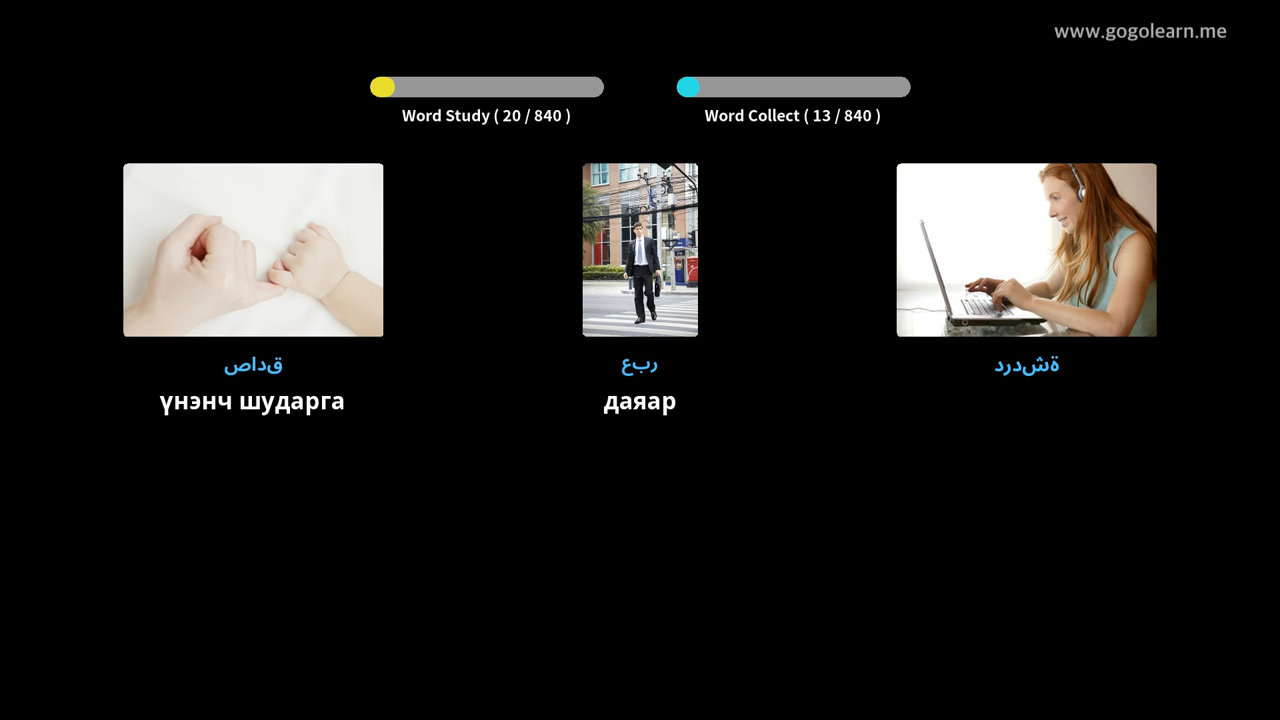 www.gogolearn.me
Word Study ( 20 / 840 )
Word Collect ( 13 / 840 )
قداص
ربع
ةشدرد
үнэнч шударга
даяар